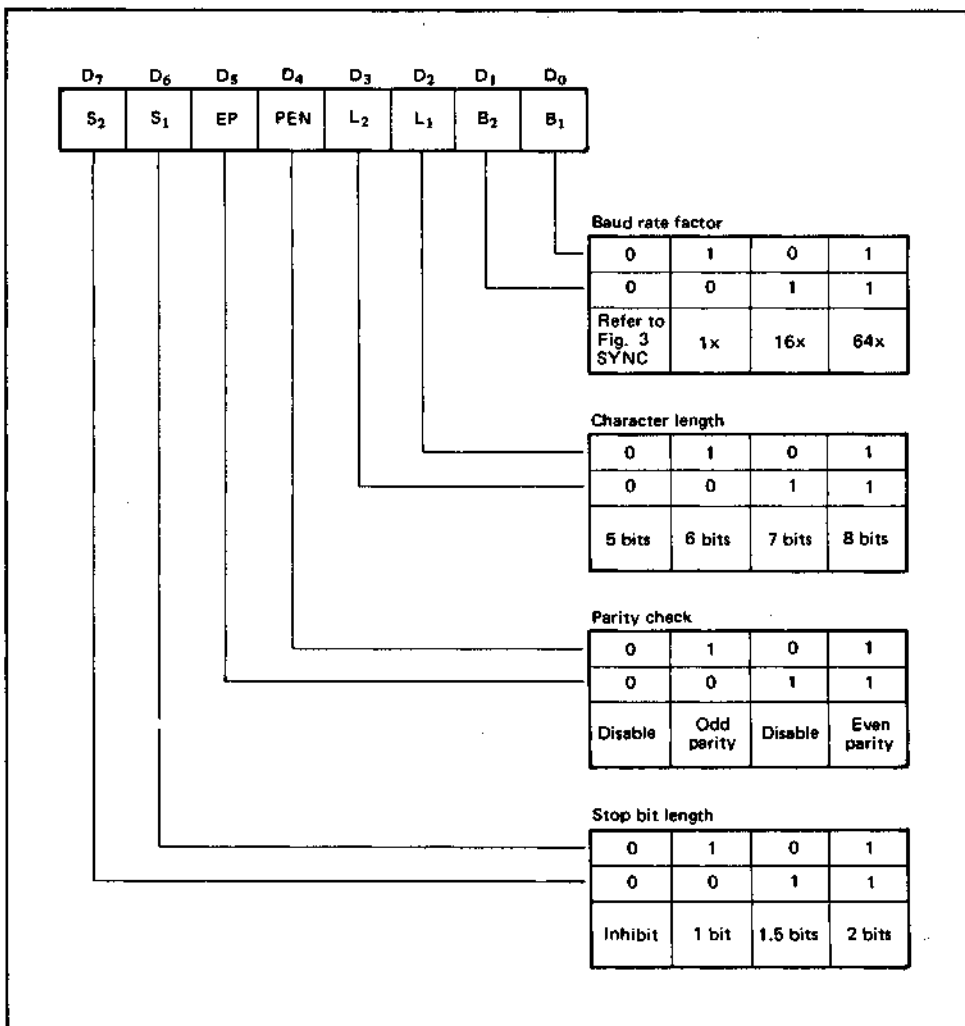 D7 D6 D5 D4 D3 D2 D1 D0
S2 S1 EP PEN L2 L1 B2 B1
Baud rate factor
0 1 0 1
0 0 1 1
Refer to
Fig. 3
SYNC
1x 16x 64x
Character length
0 1 0 1
0 0 1 1
5 bits 6 bits 7 bits 8 bits
Parity check
0 1 0 1
0 0 1 1
Disable Odd
parity Disable Even
parity
Stop bit length
0 1 0 1
0 0 1 1
Inhibit 1 bit 1.5 bits 2 bits